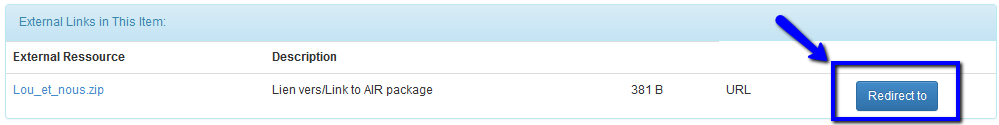 External Links in This Item:
External Ressource Description
Lou_et_nous.zip Lien vers/Link to AIR package 381 B URL Redirect to